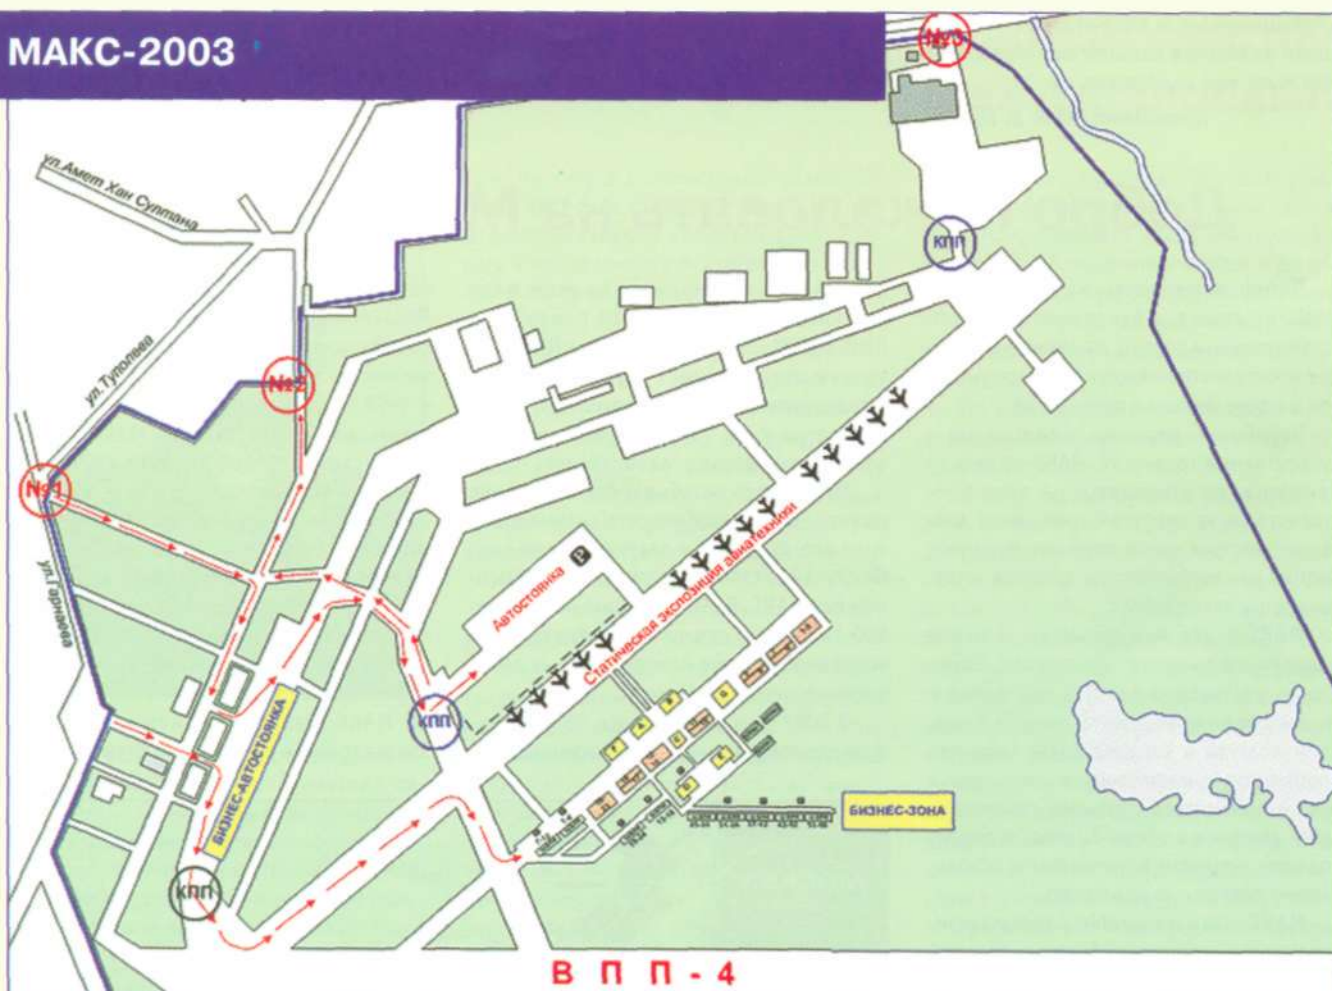 МАКС-2003
№3
ул.Амет Хан Султана
КПП
ул.Туполева
№2
№1
ул.Гарнаева
Автостоянка
P
Статическая экспозиция авиатехники
КПП
БИЗНЕС-АВТОСТОЯНКА
БИЗНЕС-ЗОНА
КПП
ВПП-4